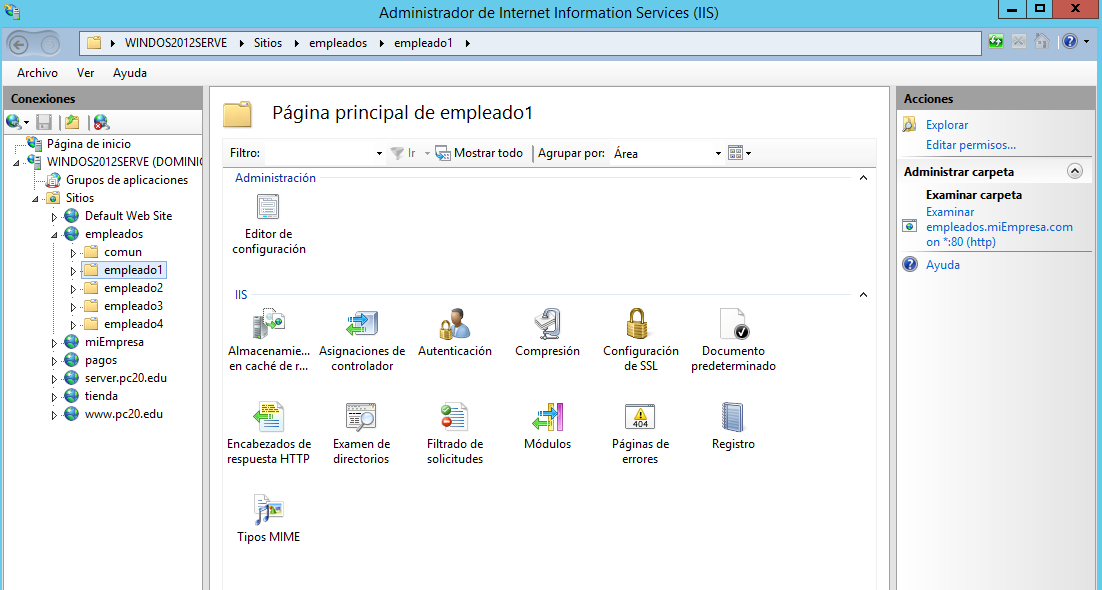 Administrador de Internet Information Services (IIS)
WINDOS2012SERVE
Sitios
empleados
empleado1
Archivo
Ver
Ayuda
Conexiones
Página de inicio
WINDOS2012SERVE (DOMINIC
Grupos de aplicaciones
Sitios
Default Web Site
empleados
comun
empleado1
empleado2
empleado3
empleado4
miEmpresa
pagos
server.pc20.edu
tienda
www.pc20.edu
Página principal de empleado1
Filtro:
Ir
Mostrar todo
Agrupar por:
Área
Administración
Editor de
configuración
IIS
Almacenamie...
en caché de r...
Asignaciones de
controlador
Autenticación
Compresión
Configuración
de SSL
Documento
predeterminado
Encabezados de
respuesta HTTP
Examen de
directorios
Filtrado de
solicitudes
Módulos
404
Páginas de
errores
Registro
Tipos MIME
Acciones
Explorar
Editar permisos...
Administrar carpeta
Examinar carpeta
Examinar
empleados.miEmpresa.com
on *:80 (http)
Ayuda